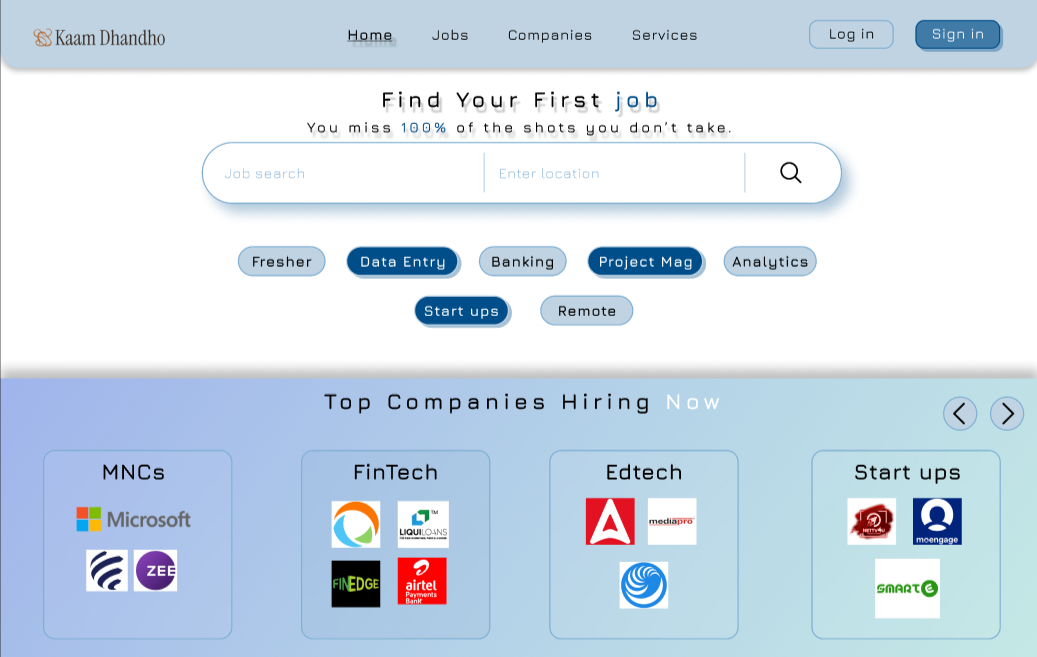 Kaam Dhandho
Home Jobs Companies Services Log in Sign in
Find Your First job
You miss 100% of the shots you don't take.
Job search Enter location
Fresher Data Entry Banking Project Mag Analytics
Start ups Remote
Top Companies Hiring Now
MNCs FinTech Edtech Start ups
Microsoft
LIQUILOANS
TM
mediapro
moengage
ZEE
FINEDGE
airtel
Payments
Bank
SMART E